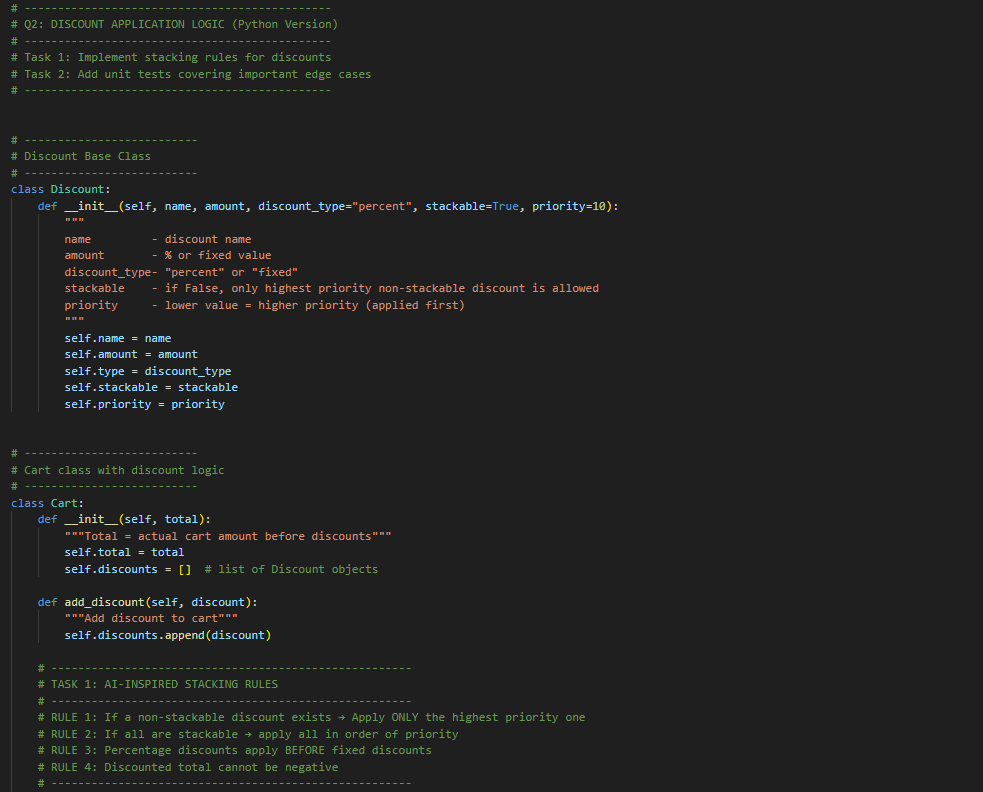 # ----------------------------------------------
# Q2: DISCOUNT APPLICATION LOGIC (Python Version)
# ----------------------------------------------
# Task 1: Implement stacking rules for discounts
# Task 2: Add unit tests covering important edge cases
# ----------------------------------------------
# --------------------------
# Discount Base Class
# --------------------------
class Discount:
    def __init__(self, name, amount, discount_type="percent", stackable=True, priority=10):
        """
        name         - discount name
        amount       - % or fixed value
        discount_type- "percent" or "fixed"
        stackable    - if False, only highest priority non-stackable discount is allowed
        priority     - lower value = higher priority (applied first)
        """
        self.name = name
        self.amount = amount
        self.type = discount_type
        self.stackable = stackable
        self.priority = priority
# --------------------------
# Cart class with discount logic
# --------------------------
class Cart:
    def __init__(self, total):
        """Total = actual cart amount before discounts"""
        self.total = total
        self.discounts = []  # list of Discount objects
    def add_discount(self, discount):
        """Add discount to cart"""
        self.discounts.append(discount)
    # ------------------------------------------------------
    # TASK 1: AI-INSPIRED STACKING RULES
    # ------------------------------------------------------
    # RULE 1: If a non-stackable discount exists → Apply ONLY the highest priority one
    # RULE 2: If all are stackable → apply all in order of priority
    # RULE 3: Percentage discounts apply BEFORE fixed discounts
    # RULE 4: Discounted total cannot be negative
    # ------------------------------------------------------